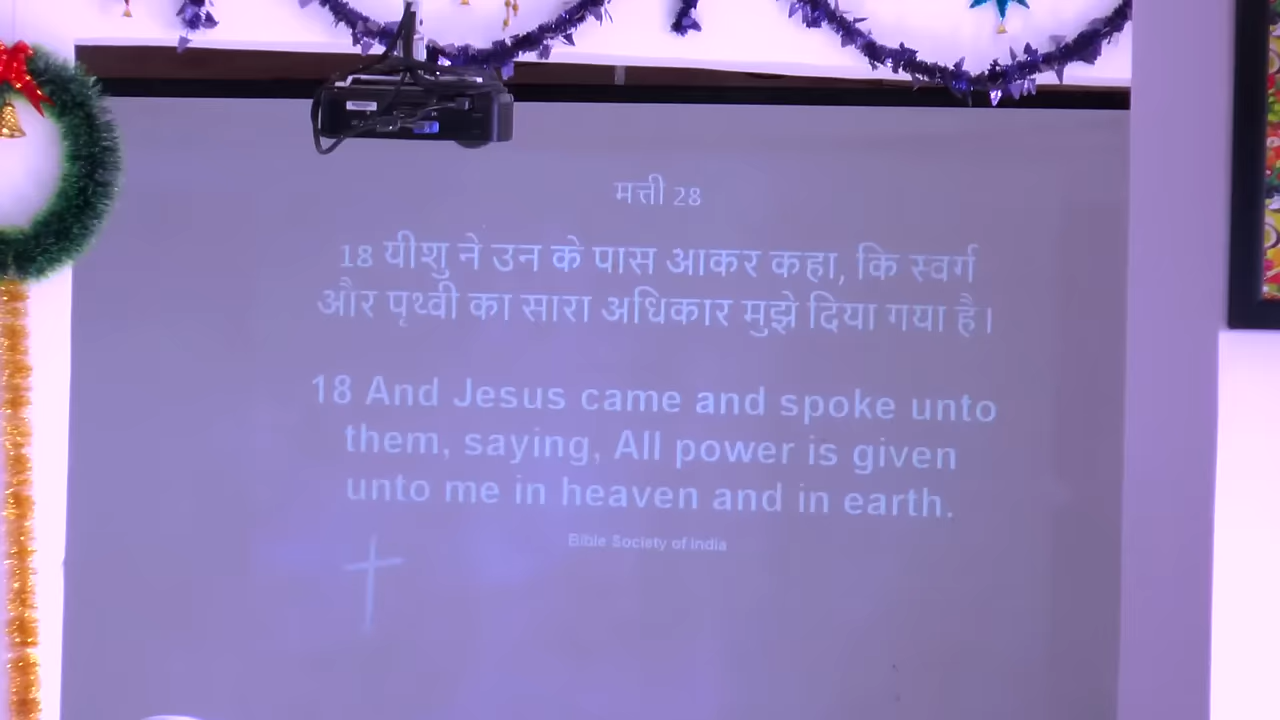 मत्ती 28
18 यीशु ने उन के पास आकर कहा, कि स्वर्ग
और पृथ्वी का सारा अधिकार मुझे दिया गया है।
18 And Jesus came and spoke unto
them, saying, All power is given
unto me in heaven and in earth.
Bible Society of India